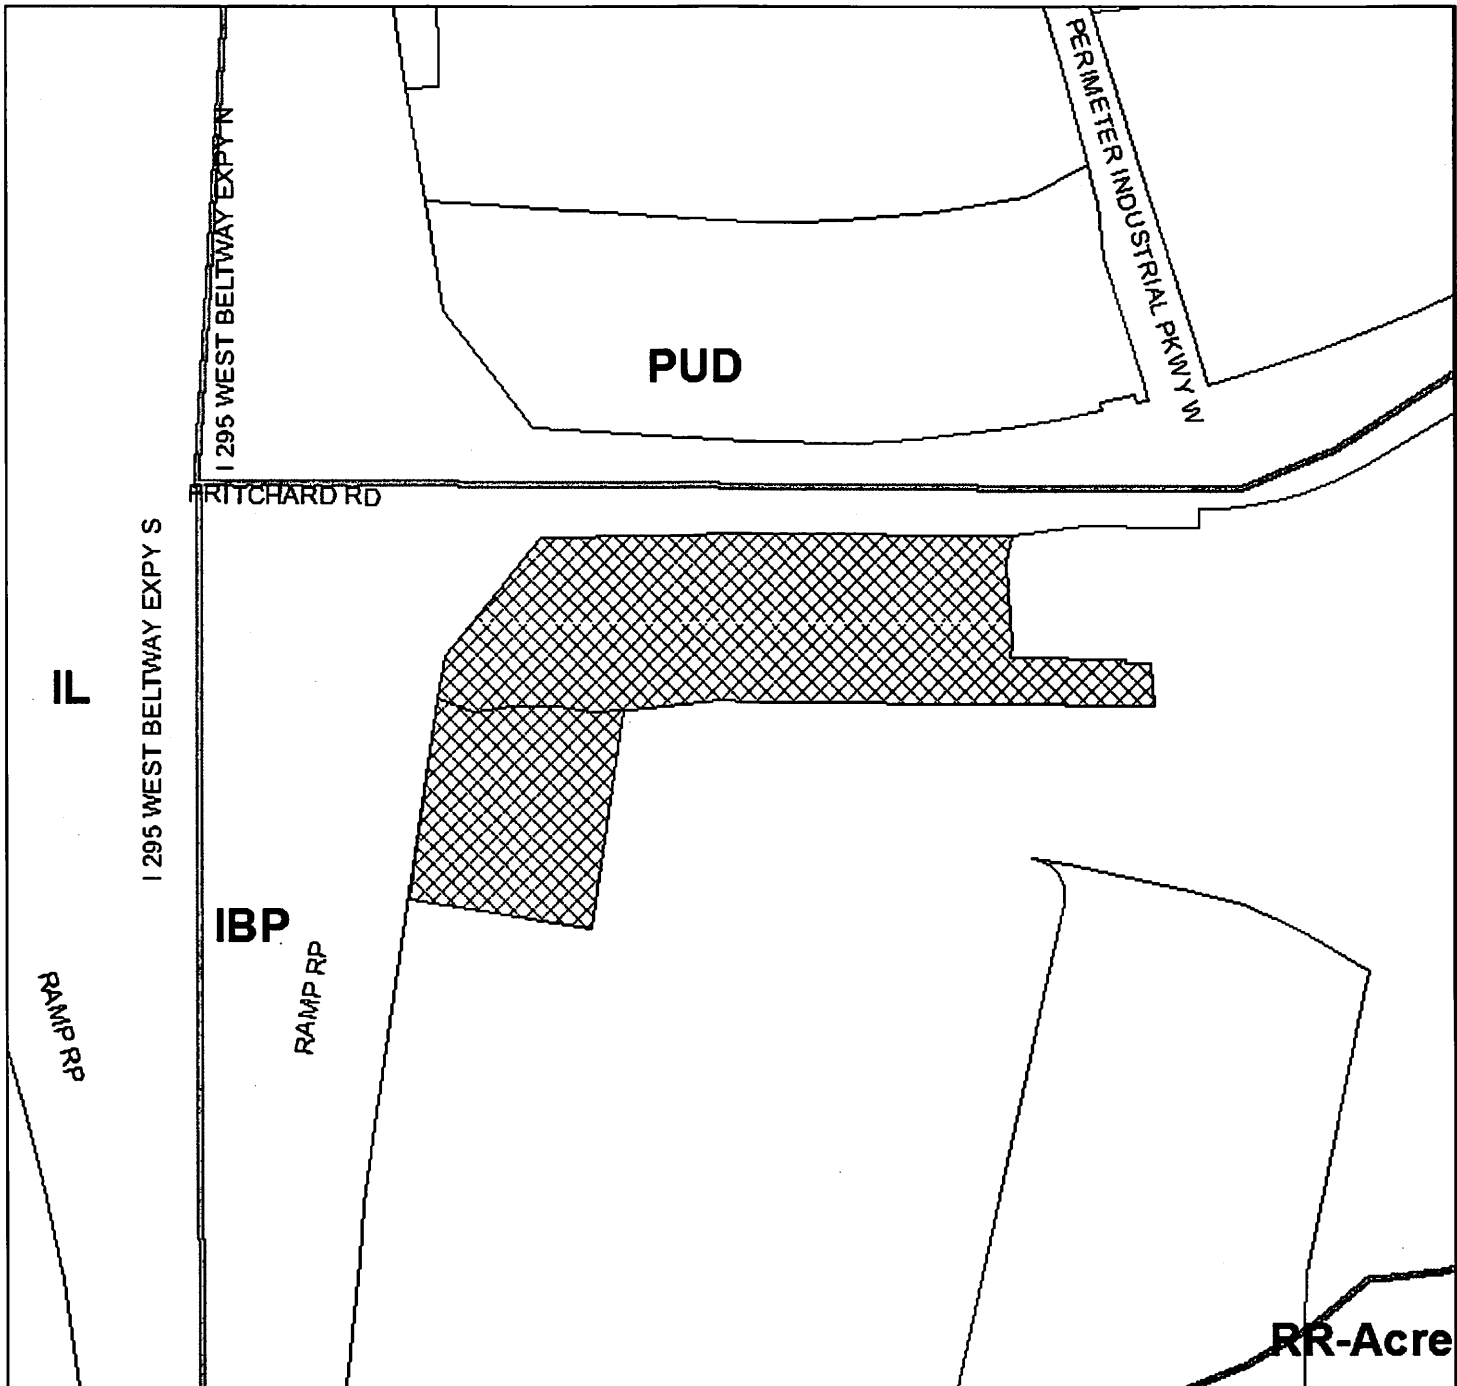 PERIMETER INDUSTRIAL PKWY W
I 295 WEST BELTWAY EXPY N
PUD
PRITCHARD RD
I 295 WEST BELTWAY EXPY S
IL
IBP
RAMP RP
RAMP RP
RR-Acre